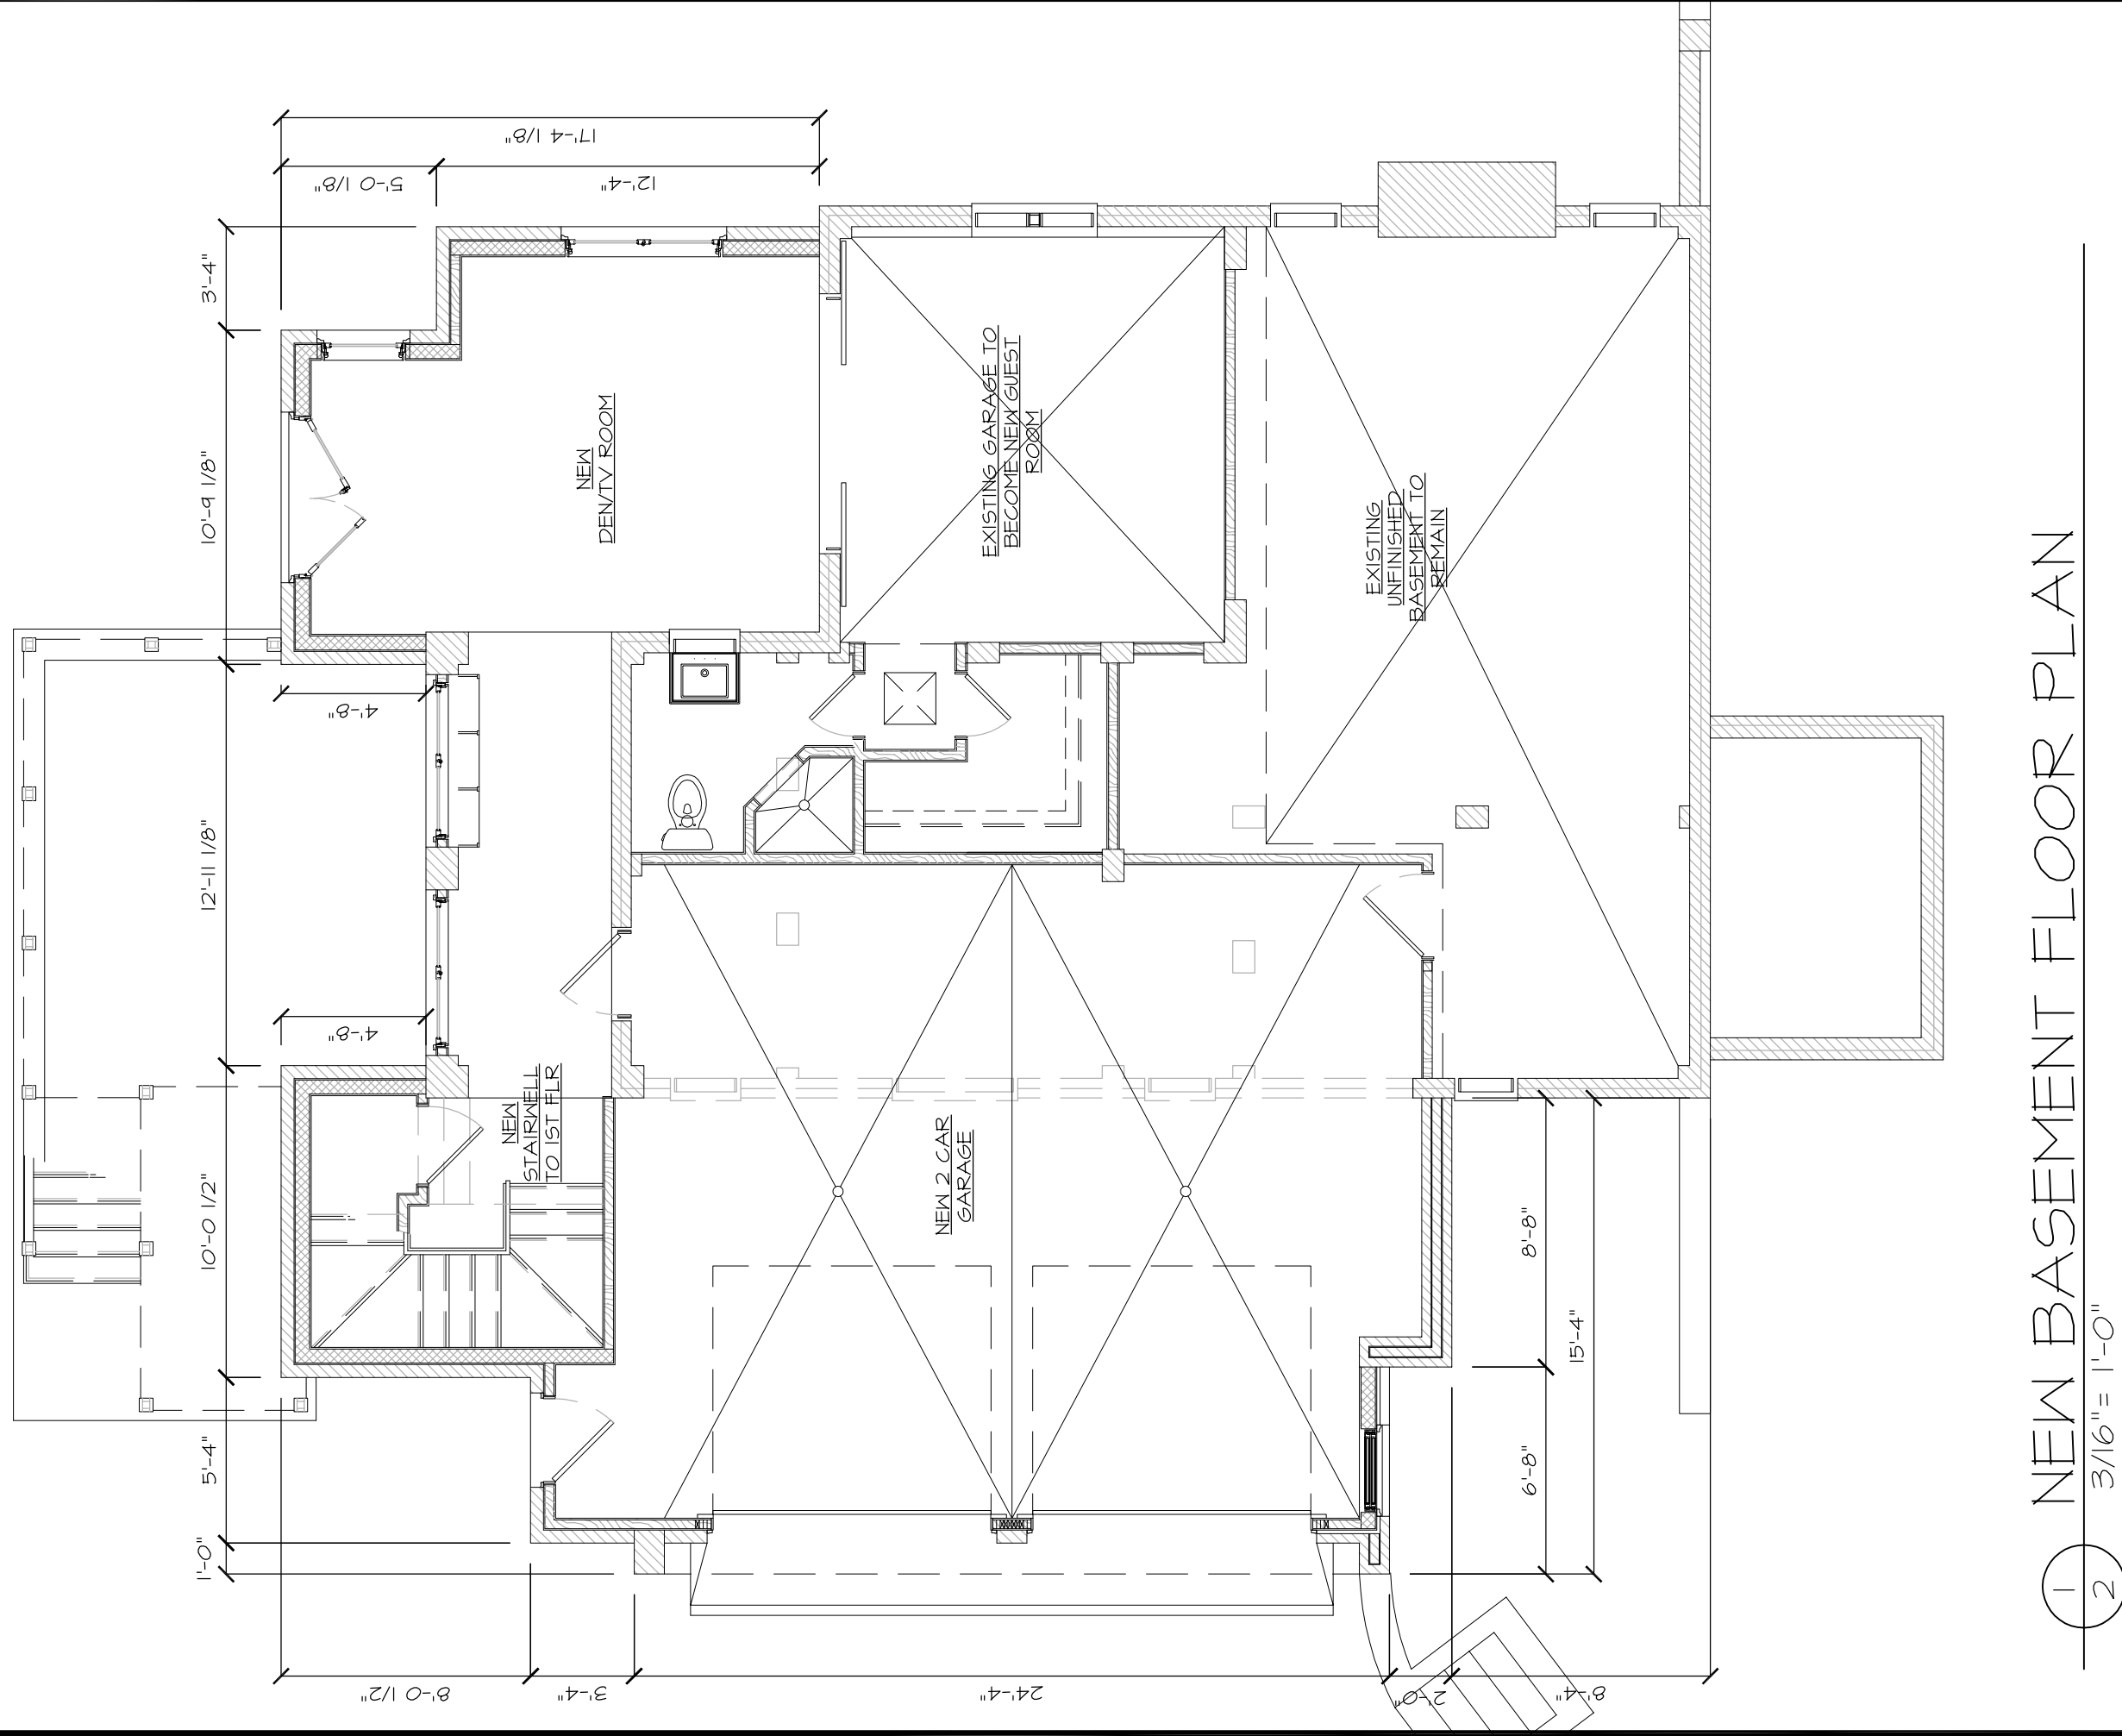 17'-4 1/8"
5'-0 1/8"
12'-4"
3'-4"
10'-9 1/8"
12'-11 1/8"
10'-0 1/2"
5'-4"
1'-0"
4'-8"
4'-8"
NEW
DEN/TV ROOM
EXISTING GARAGE TO
BECOME NEW GUEST
ROOM
EXISTING
UNFINISHED
BASEMENT TO
REMAIN
NEW
STAIRWELL
TO 1ST FLR
NEW 2 CAR
GARAGE
8'-8"
6'-8"
15'-4"
8'-0 1/2"
3'-4"
24'-4"
2'-0"
8'-4"
1
2
NEW BASEMENT FLOOR PLAN
3/16"= 1'-0"